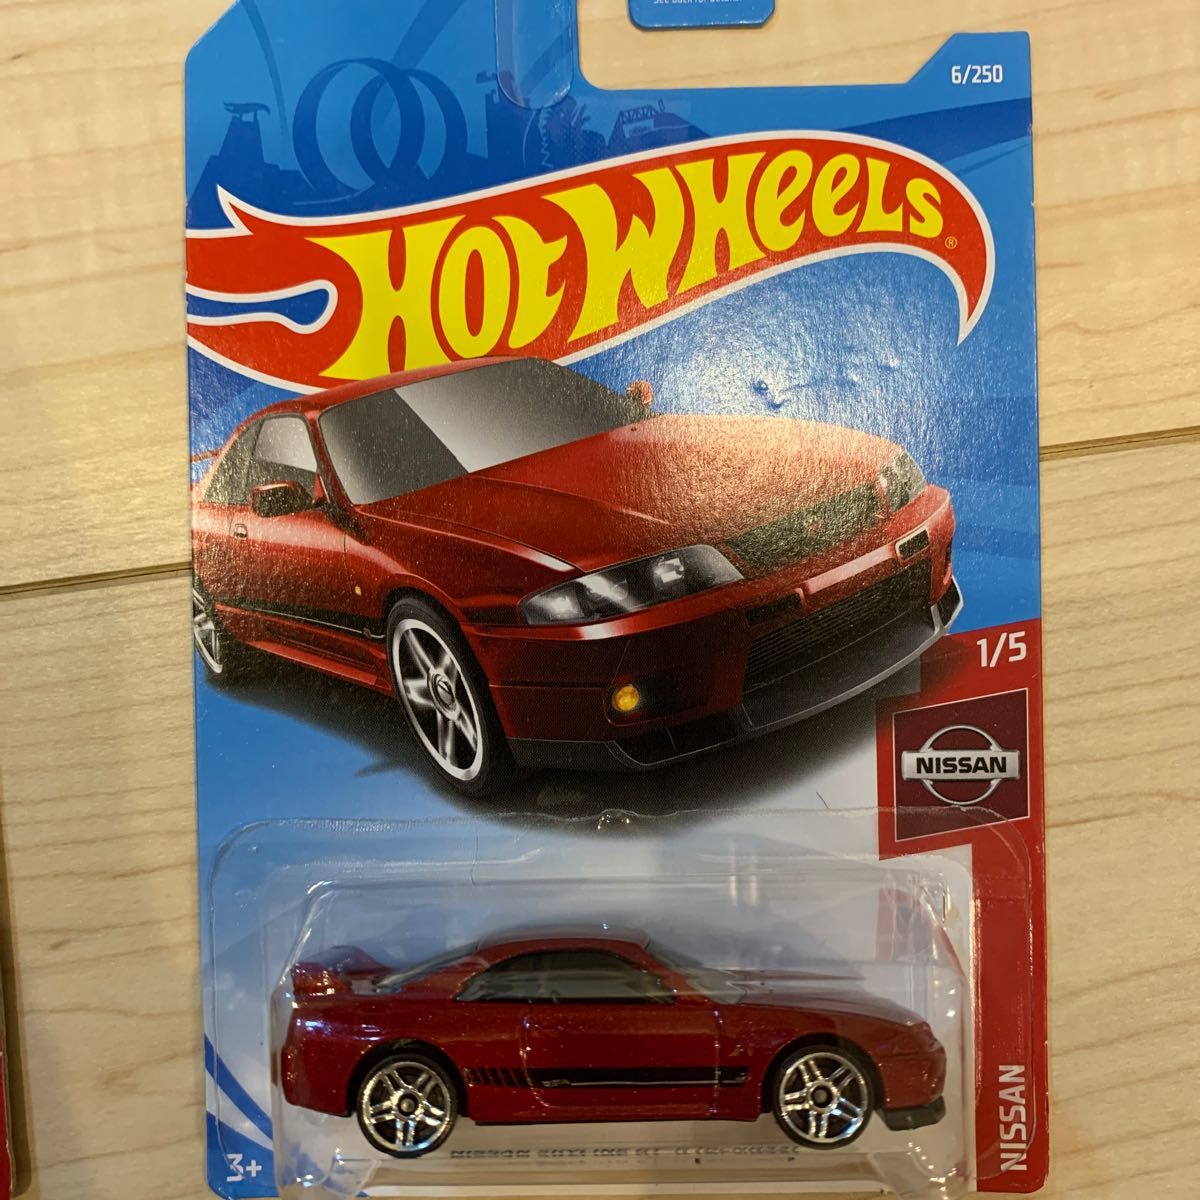 6/250
HOT WHEELS®
1/5
NISSAN
NISSAN
3+